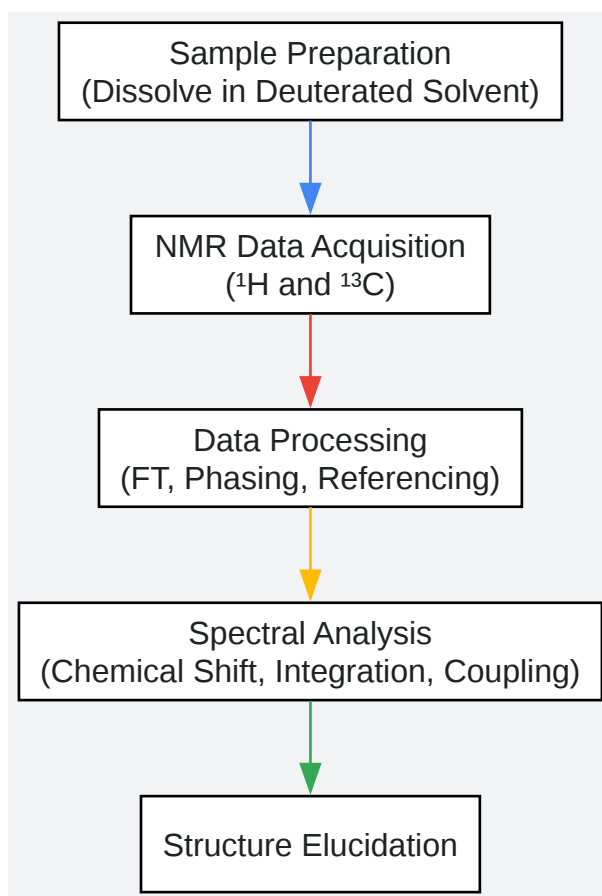 Sample Preparation
(Dissolve in Deuterated Solvent)
NMR Data Acquisition
(¹H and ¹³C)
Data Processing
(FT, Phasing, Referencing)
Spectral Analysis
(Chemical Shift, Integration, Coupling)
Structure Elucidation